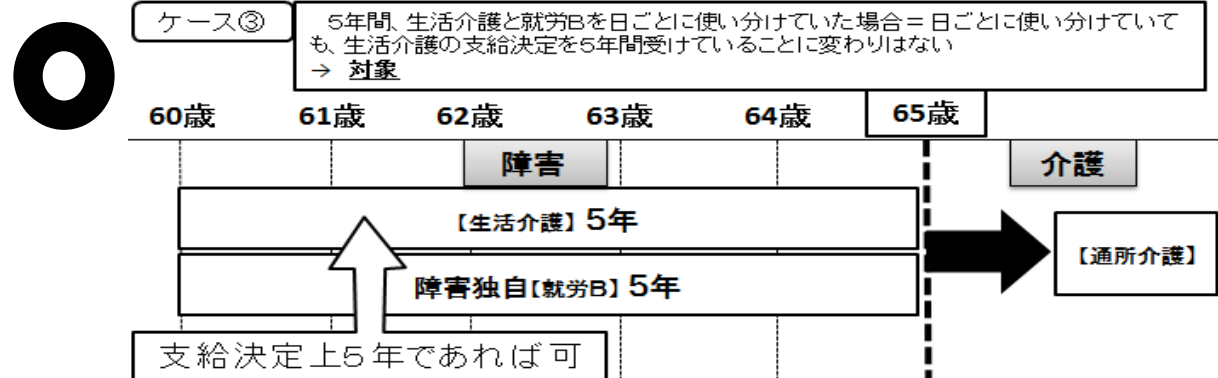 ケース③
5年間、生活介護と就労Bを日ごとに使い分けていた場合=日ごとに使い分けていて
も、生活介護の支給決定を5年間受けていることに変わりはない
→ 対象
60歳 61歳 62歳 63歳 64歳 65歳
障害 介護
【生活介護】5年
【通所介護】
障害独自【就労B】5年
支給決定上5年であれば可